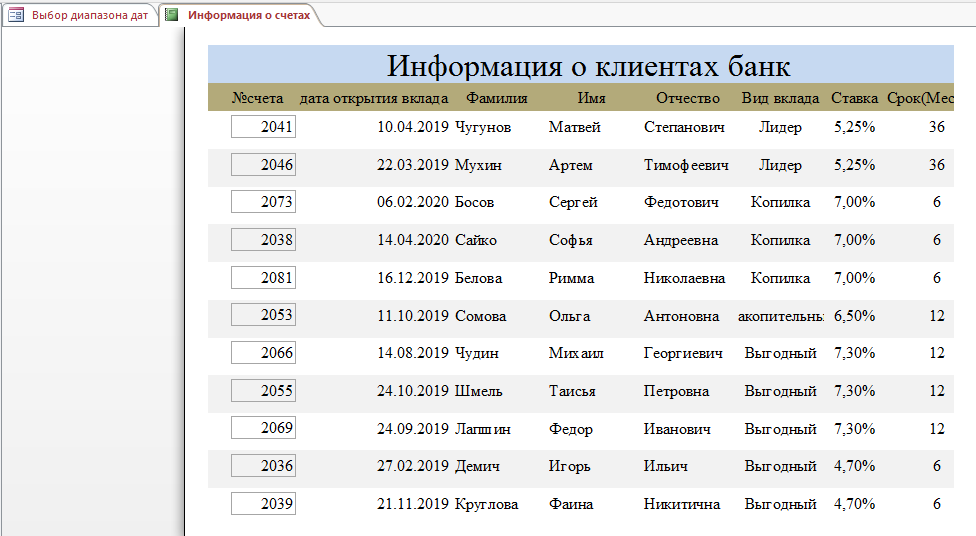 Выбор диапазона дат Информация о счетах
Информация о клиентах банк
№счета дата открытия вклада Фамилия Имя Отчество Вид вклада Ставка Срок(Мес
2041 10.04.2019 Чугунов Матвей Степанович Лидер 5,25% 36
2046 22.03.2019 Мухин Артем Тимофеевич Лидер 5,25% 36
2073 06.02.2020 Босов Сергей Федотович Копилка 7,00% 6
2038 14.04.2020 Сайко Софья Андреевна Копилка 7,00% 6
2081 16.12.2019 Белова Римма Николаевна Копилка 7,00% 6
2053 11.10.2019 Сомова Ольга Антоновна акопительны 6,50% 12
2066 14.08.2019 Чудин Михаил Георгиевич Выгодный 7,30% 12
2055 24.10.2019 Шмель Таисья Петровна Выгодный 7,30% 12
2069 24.09.2019 Лапшин Федор Иванович Выгодный 7,30% 12
2036 27.02.2019 Демич Игорь Ильич Выгодный 4,70% 6
2039 21.11.2019 Круглова Фаина Никитична Выгодный 4,70% 6